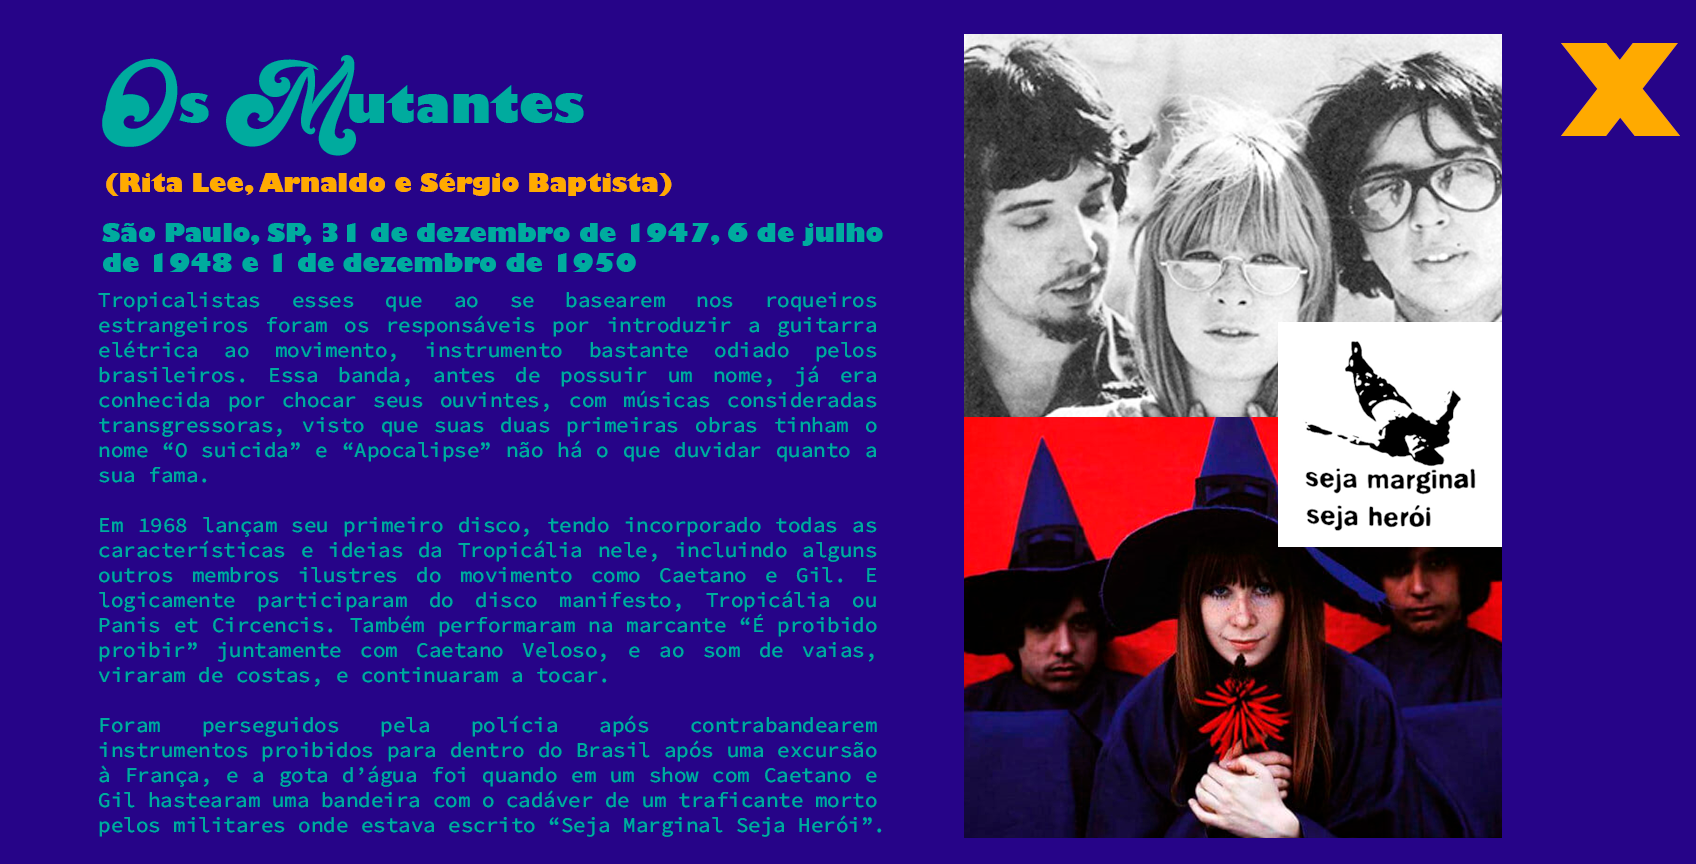 Os Mutantes
(Rita Lee, Arnaldo e Sérgio Baptista)
São Paulo, SP, 31 de dezembro de 1947, 6 de julho
de 1948 e 1 de dezembro de 1950
Tropicalistas esses que ao se basearem nos roqueiros
estrangeiros foram os responsáveis por introduzir a guitarra
elétrica ao movimento, instrumento bastante odiado pelos
brasileiros. Essa banda, antes de possuir um nome, já era
conhecida por chocar seus ouvintes, com músicas consideradas
transgressoras, visto que suas duas primeiras obras tinham o
nome “O suicida” e “Apocalipse” não há o que duvidar quanto a
sua fama.
Em 1968 lançam seu primeiro disco, tendo incorporado todas as
características e ideias da Tropicália nele, incluindo alguns
outros membros ilustres do movimento como Caetano e Gil. E
logicamente participaram do disco manifesto, Tropicália ou
Panis et Circencis. Também performaram na marcante “É proibido
proibir” juntamente com Caetano Veloso, e ao som de vaias,
viraram de costas, e continuaram a tocar.
Foram perseguidos pela polícia após contrabandearem
instrumentos proibidos para dentro do Brasil após uma excursão
à França, e a gota d’água foi quando em um show com Caetano e
Gil hastearam uma bandeira com o cadáver de um traficante morto
pelos militares onde estava escrito “Seja Marginal Seja Herói”.
seja marginal
seja herói
X